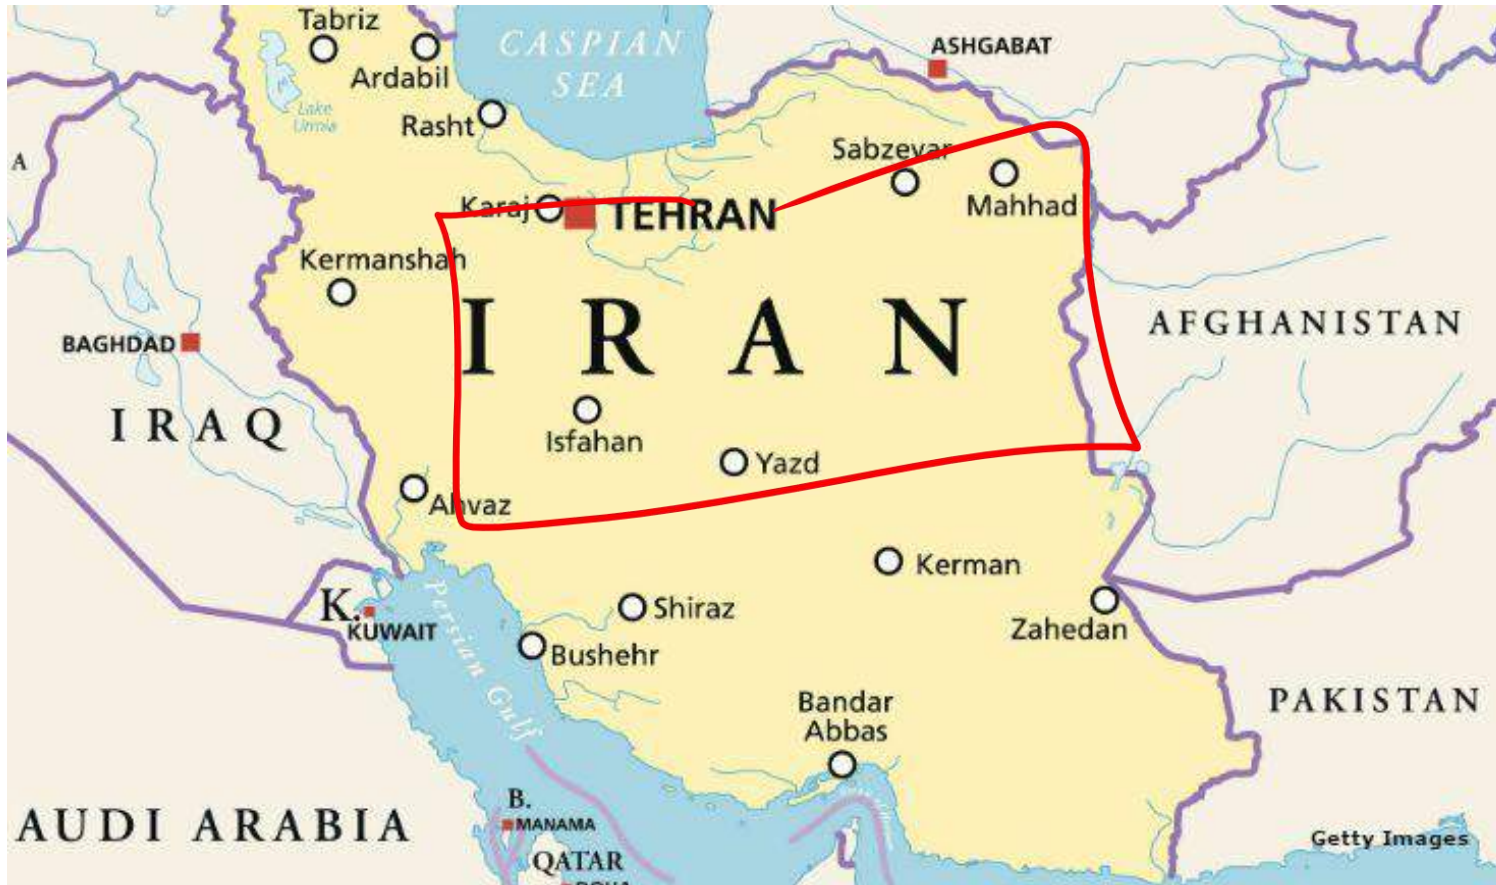 Tabriz
CASPIAN
SEA
ASHGABAT
Ardabil
Lake
Urmia
Rasht
A
Sabzevar
Mahhad
Karaj
TEHRAN
Kermanshah
IRAN
AFGHANISTAN
BAGHDAD
IRAQ
Isfahan
Yazd
Ahvaz
Kerman
Persian Gulf
K.
KUWAIT
Shiraz
Zahedan
Bushehr
Bandar
Abbas
PAKISTAN
B.
MANAMA
AUDI ARABIA
QATAR
Getty Images